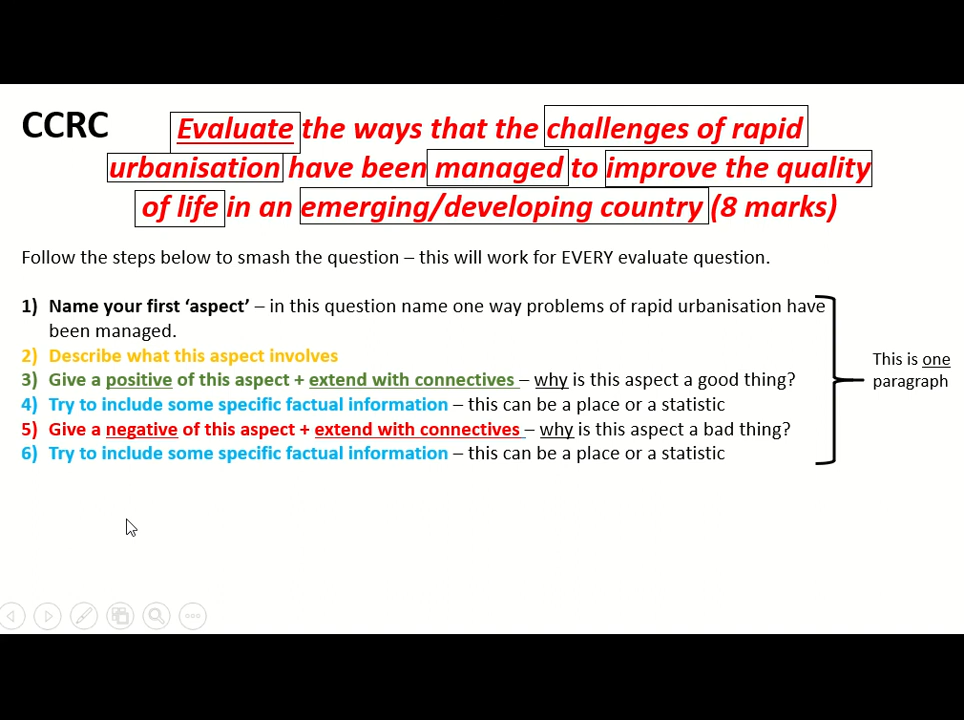 CCRC
Evaluate the ways that the challenges of rapid
urbanisation have been managed to improve the quality
of life in an emerging/developing country (8 marks)
Follow the steps below to smash the question – this will work for EVERY evaluate question.
1) Name your first ‘aspect’ – in this question name one way problems of rapid urbanisation have
been managed.
2) Describe what this aspect involves
3) Give a positive of this aspect + extend with connectives – why is this aspect a good thing?
4) Try to include some specific factual information – this can be a place or a statistic
5) Give a negative of this aspect + extend with connectives – why is this aspect a bad thing?
6) Try to include some specific factual information – this can be a place or a statistic
This is one
paragraph